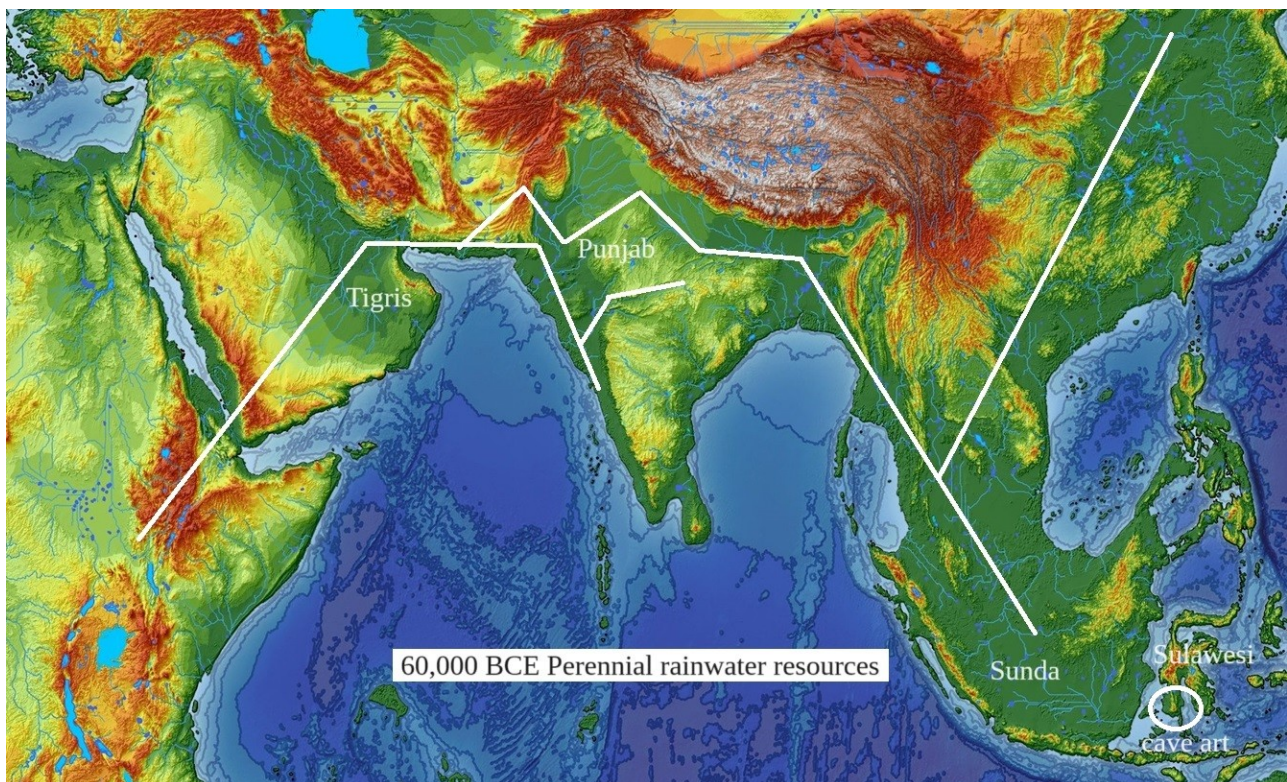 Punjab
Tigris
60,000 BCE Perennial rainwater resources
Sunda
Sulawesi
cave art